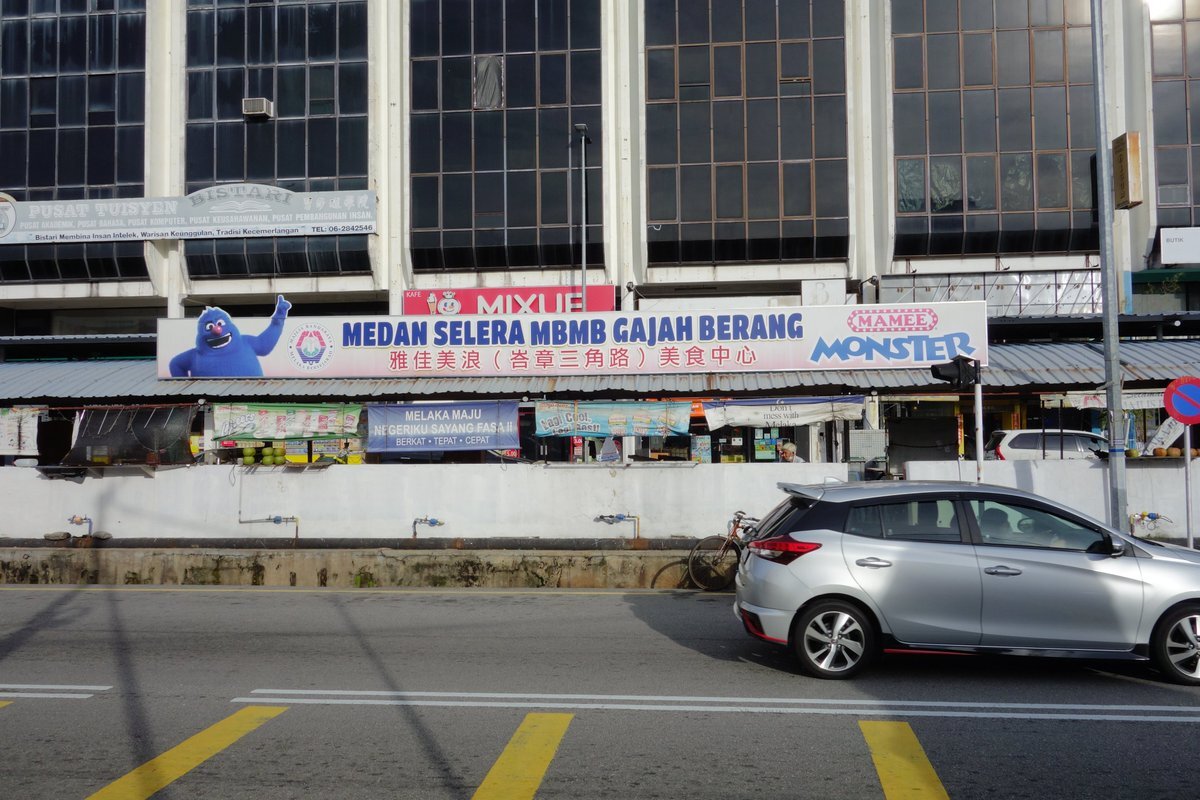 PUSAT TUISYEN
BISTARI
PUSAT AKADEMIK, PUSAT BAHASA, PUSAT KOMPUTER, PUSAT KEUSAHAWANAN, PUSAT PEMBANGUNAN INSAN
Bistari Membina Insan Intelek, Warisan Keunggulan, Tradisi Kecemerlangan
TEL: 06-2842546
KAFE
MIXUE
B
BUTIK
MEDAN SELERA MBMB GAJAH BERANG
雅佳美浪（峇章三角路）美食中心
MAMEE
MONSTER
MELAKA MAJU
NEGERIKU SAYANG FASA II
BERKAT • TEPAT • CEPAT
Don't
mess with